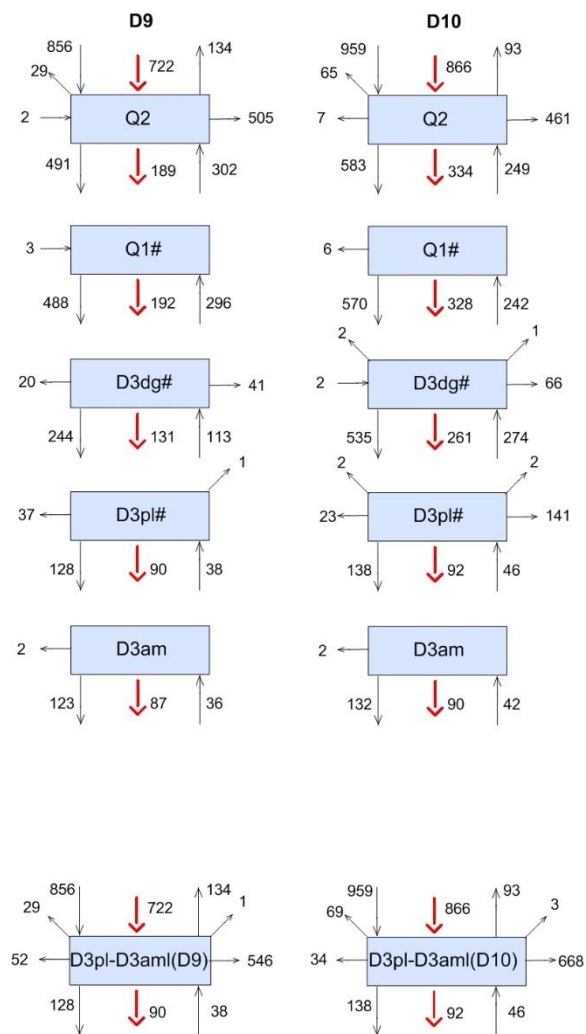 D9 D10
856 134 959 93
29 722 65 866
2 Q2 505 7 Q2 461
491 189 302 583 334 249
3 Q1# 6 Q1#
488 192 296 570 328 242
2 1
20 D3dg# 41 2 D3dg# 66
244 131 113 535 261 274
1 2 2
37 D3pl# 23 D3pl# 141
128 90 38 138 92 46
2 D3am 2 D3am
123 87 36 132 90 42
856 134 959 93
29 722 1 69 866 3
52 D3pl-D3aml(D9) 546 34 D3pl-D3aml(D10) 668
128 90 38 138 92 46